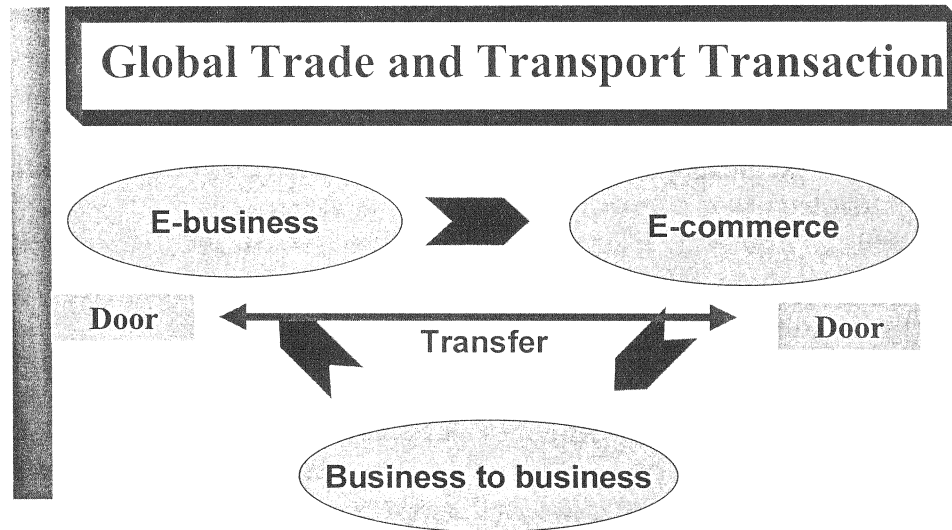 Global Trade and Transport Transaction
E-business
E-commerce
Door
Transfer
Door
Business to business